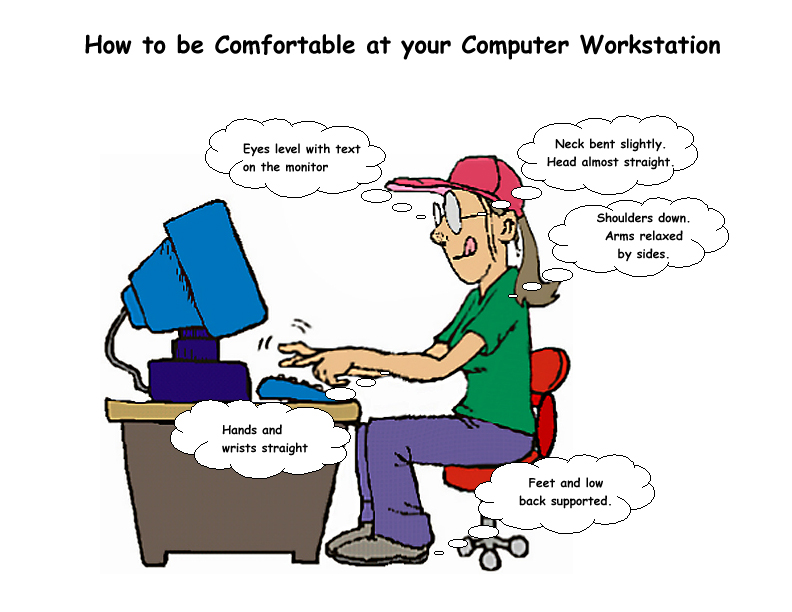 How to be Comfortable at your Computer Workstation
Eyes level with text
on the monitor
Neck bent slightly.
Head almost straight.
Shoulders down.
Arms relaxed
by sides.
Hands and
wrists straight
Feet and low
back supported.